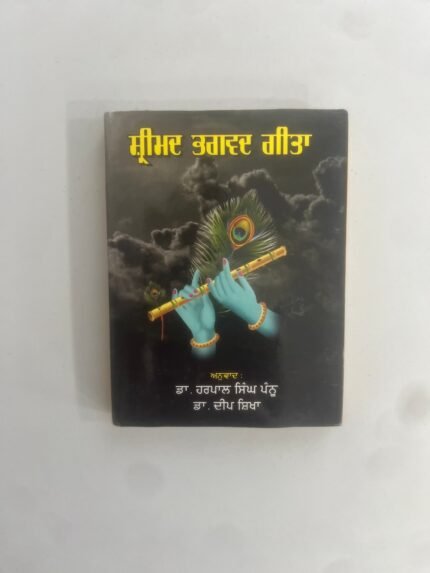 ਸ਼੍ਰੀਮਦ ਭਗਵਦ ਗੀਤਾ
ਅਨੁਵਾਦ :
ਡਾ. ਹਰਪਾਲ ਸਿੰਘ ਪੰਨੂ
ਡਾ. ਦੀਪ ਸ਼ਿਖਾ